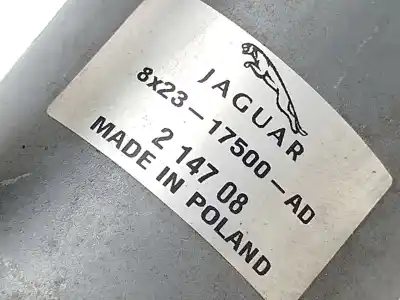 JAGUAR
8x23-17500-AD
2 147 08
MADE IN POLAND